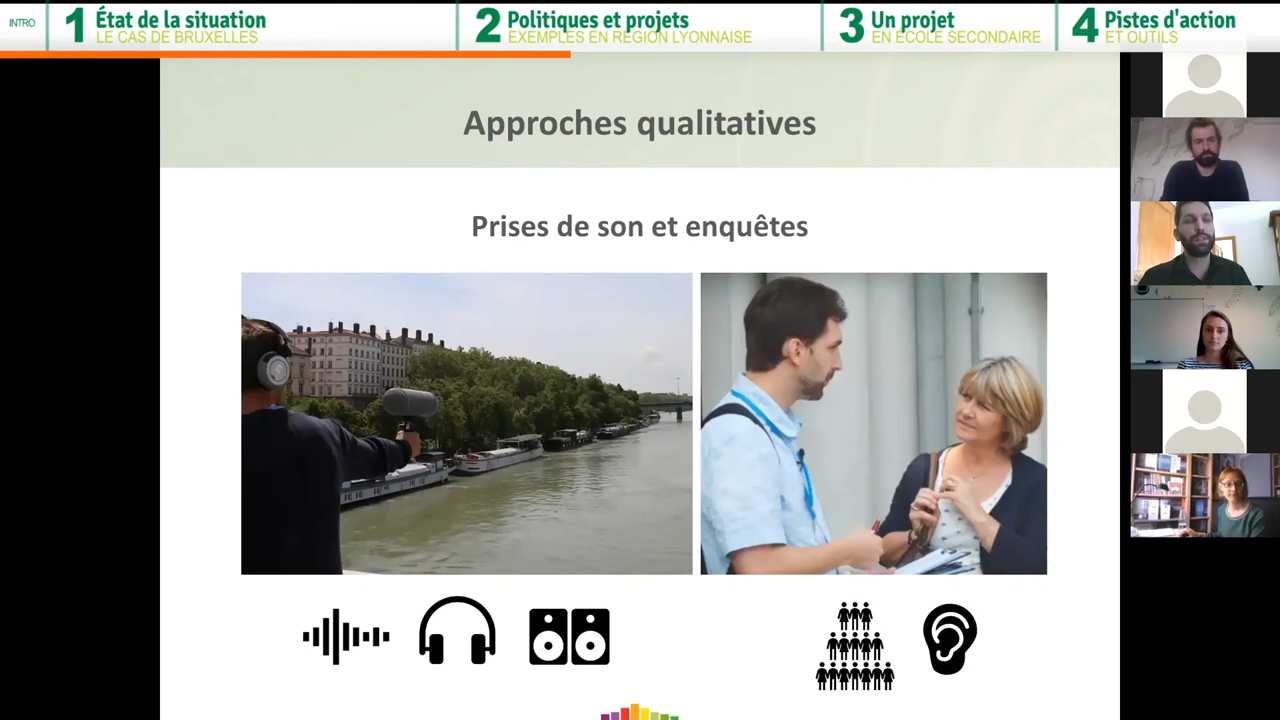 INTRO
1 État de la situation
LE CAS DE BRUXELLES
2 Politiques et projets
EXEMPLES EN RÉGION LYONNAISE
3 Un projet
EN ÉCOLE SECONDAIRE
4 Pistes d'action
ET OUTILS
Approches qualitatives
Prises de son et enquêtes